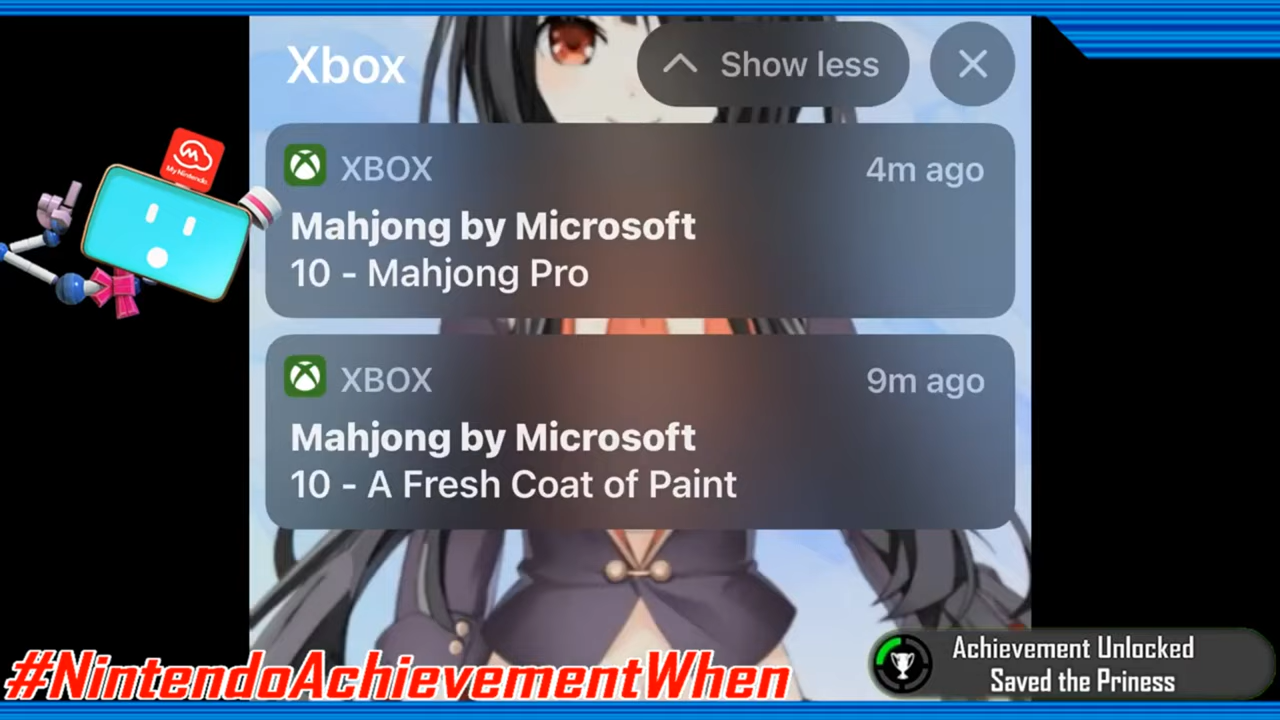 Xbox
Show less
XBOX
4m ago
Mahjong by Microsoft
10 - Mahjong Pro
My Nintendo
XBOX
9m ago
Mahjong by Microsoft
10 - A Fresh Coat of Paint
#NintendoAchievementWhen
Achievement Unlocked
Saved the Priness